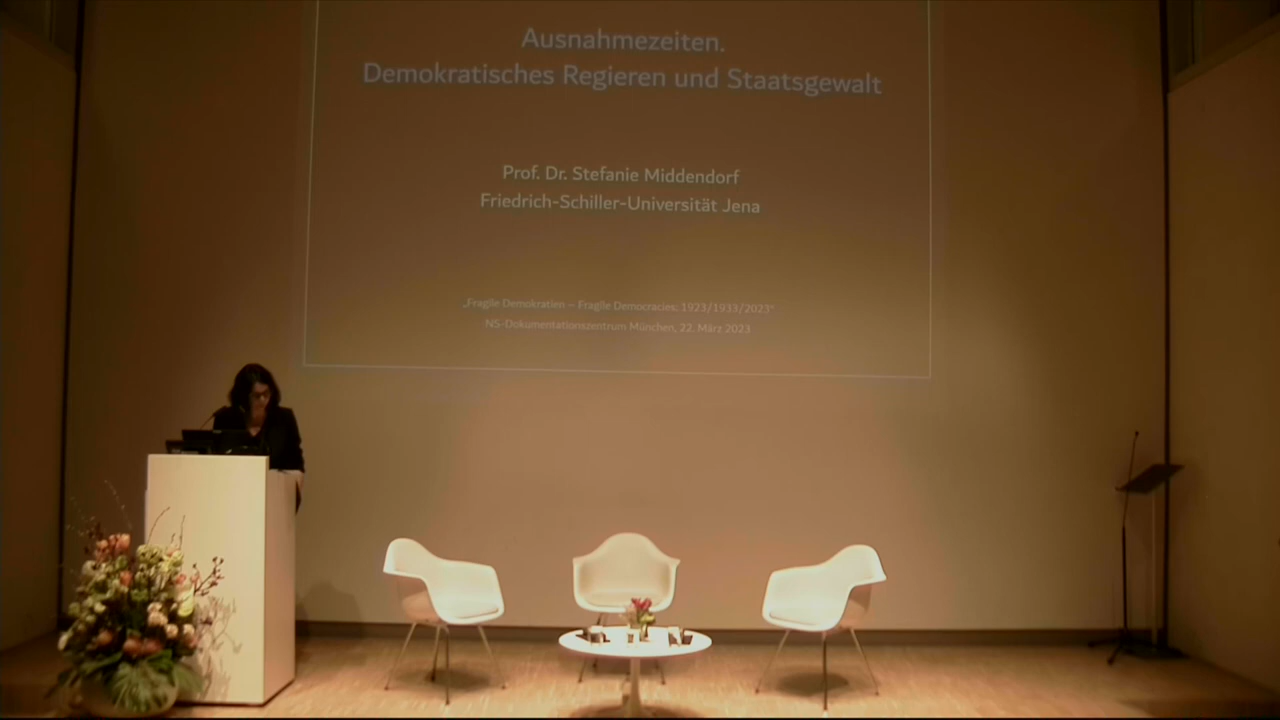 Ausnahmezeiten.
Demokratisches Regieren und Staatsgewalt
Prof. Dr. Stefanie Middendorf
Friedrich-Schiller-Universität Jena
„Fragile Demokratien – Fragile Democracies: 1923/1933/2023“
NS-Dokumentationszentrum München, 22. März 2023